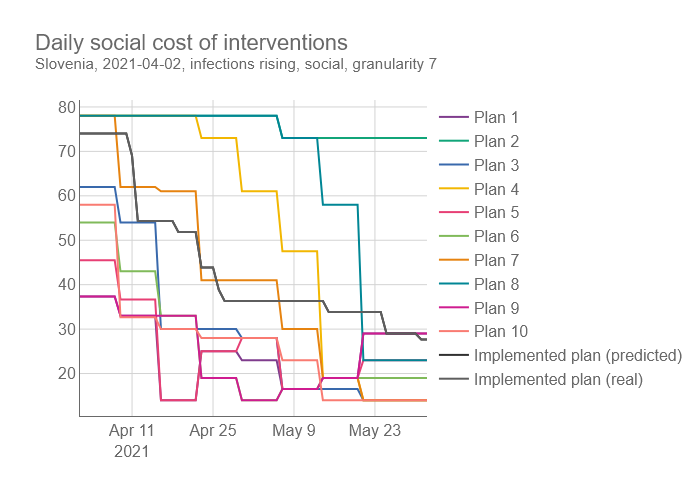 Daily social cost of interventions
Slovenia, 2021-04-02, infections rising, social, granularity 7
80
70
60
50
40
30
20
Apr 11
2021
Apr 25
May 9
May 23
Plan 1
Plan 2
Plan 3
Plan 4
Plan 5
Plan 6
Plan 7
Plan 8
Plan 9
Plan 10
Implemented plan (predicted)
Implemented plan (real)